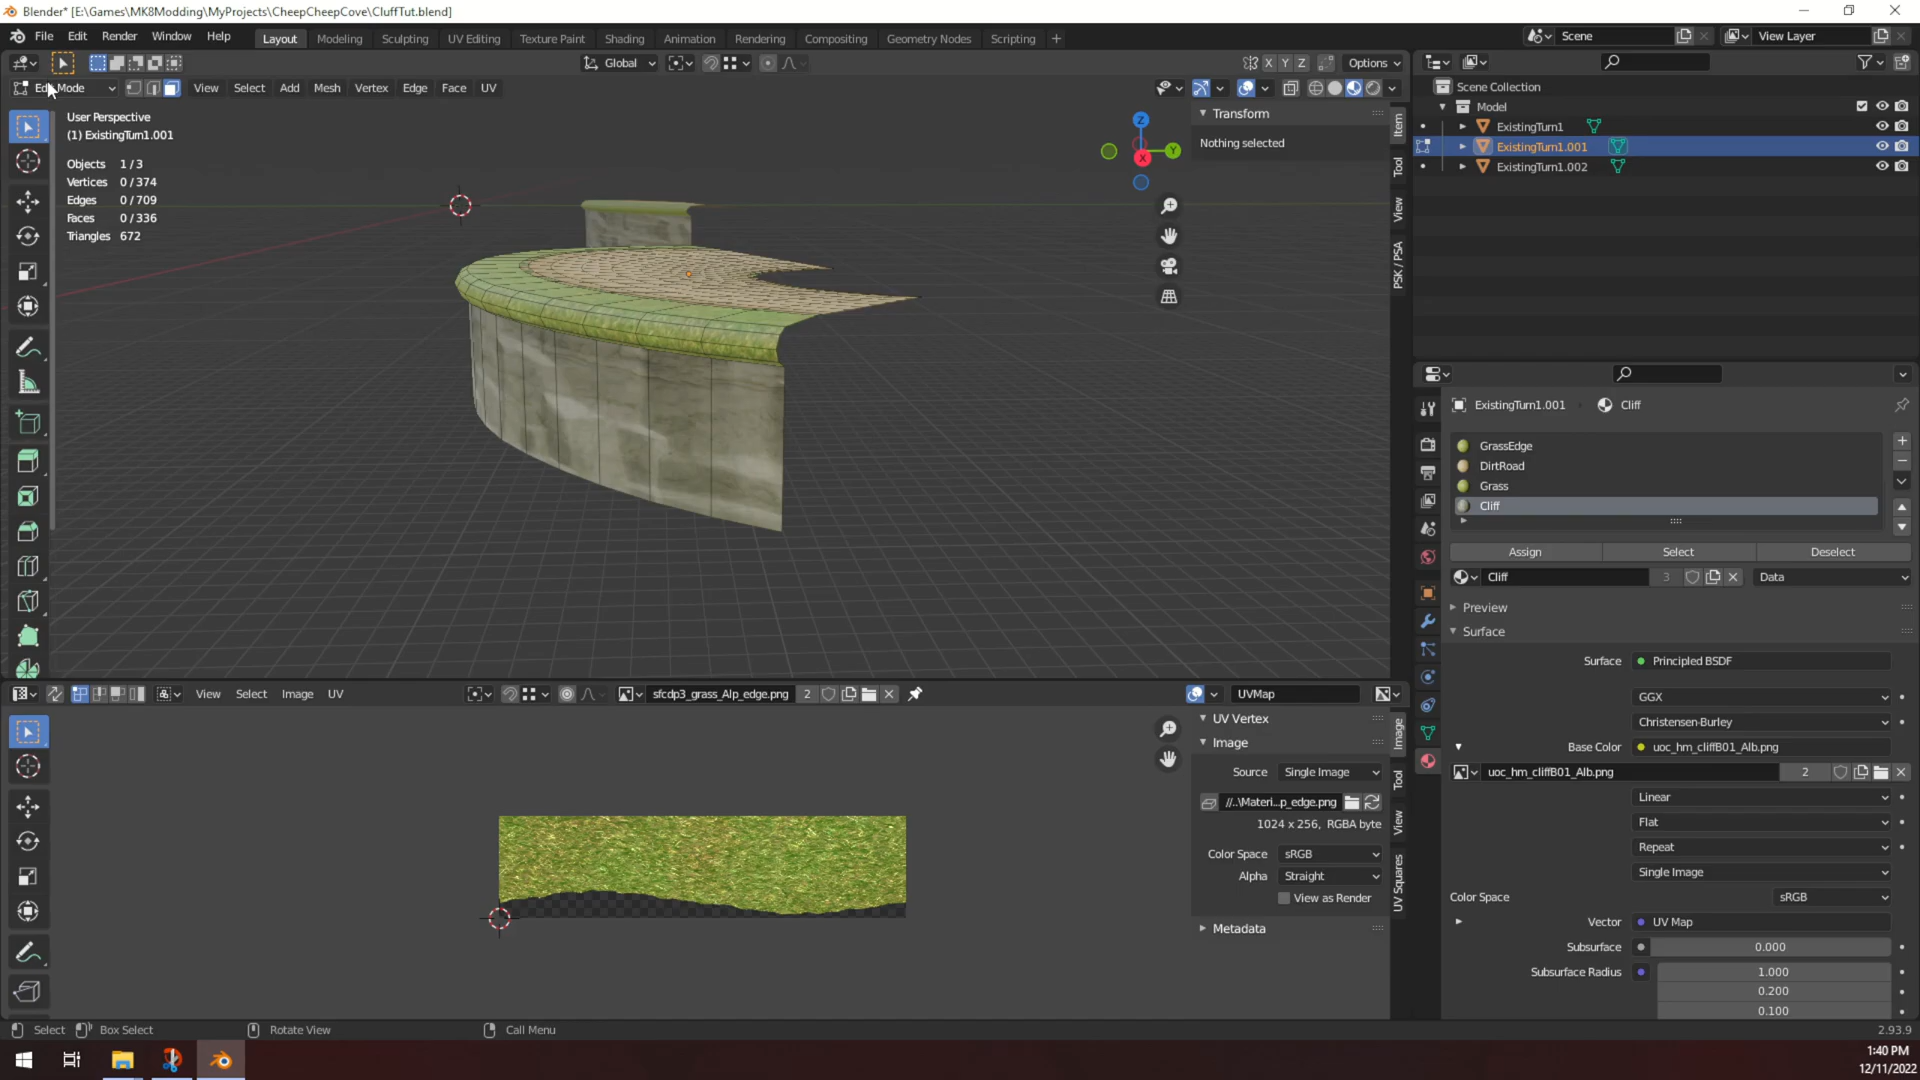 Blender* [E:\Games\MK8Modding\MyProjects\CheepCheepCove\CluffTut.blend]
File Edit Render Window Help
Layout Modeling Sculpting UV Editing Texture Paint Shading Animation Rendering Compositing Geometry Nodes Scripting +
Scene
View Layer
Global
X Y Z Options
Mode View Select Add Mesh Vertex Edge Face UV
User Perspective
(1) ExistingTurn1.001
Objects 1 / 3
Vertices 0 / 374
Edges 0 / 709
Faces 0 / 336
Triangles 672
Z
Y
X
Transform
Nothing selected
Item
Tool
View
PSK / PSA
Scene Collection
Model
ExistingTurn1
ExistingTurn1.001
ExistingTurn1.002
ExistingTurn1.001 Cliff
GrassEdge
DirtRoad
Grass
Cliff
Assign Select Deselect
Cliff 3 Data
Preview
Surface
Surface Principled BSDF
GGX
Christensen-Burley
Base Color uoc_hm_cliffB01_Alb.png
uoc_hm_cliffB01_Alb.png 2
Linear
Flat
Repeat
Single Image
Color Space sRGB
Vector UV Map
Subsurface 0.000
Subsurface Radius 1.000
0.200
0.100
View Select Image UV
sfcdp3_grass_Alp_edge.png 2
UVMap
UV Vertex
Image
Source Single Image
//..\Materi...p_edge.png
1024 x 256, RGBA byte
Color Space sRGB
Alpha Straight
View as Render
Metadata
Image
Tool
View
UV Squares
Select Box Select Rotate View Call Menu
2.93.9
1:40 PM
12/11/2022